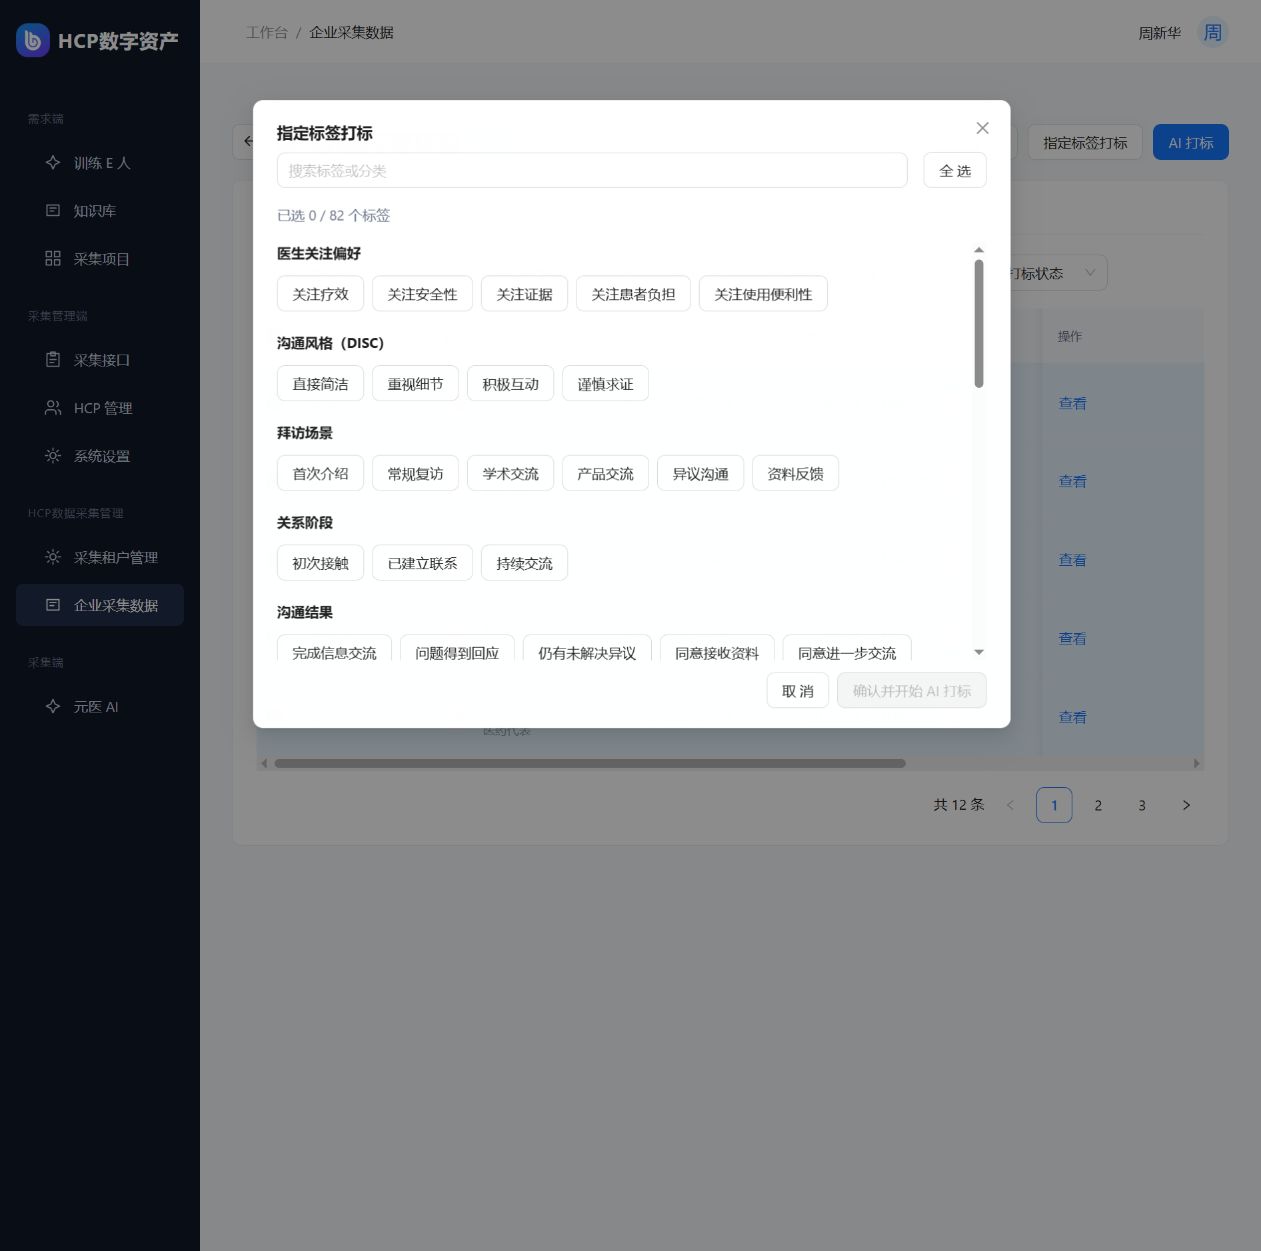 HCP数字资产
工作台 / 企业采集数据
周新华 周
需求端
训练 E 人
知识库
采集项目
采集管理端
采集接口
HCP 管理
系统设置
HCP数据采集管理
采集租户管理
企业采集数据
采集端
元医 AI
指定标签打标
AI 打标
打标状态
操作
查看
查看
查看
查看
查看
指定标签打标
搜索标签或分类
全 选
已选 0 / 82 个标签
医生关注偏好
关注疗效 关注安全性 关注证据 关注患者负担 关注使用便利性
沟通风格（DISC）
直接简洁 重视细节 积极互动 谨慎求证
拜访场景
首次介绍 常规复访 学术交流 产品交流 异议沟通 资料反馈
关系阶段
初次接触 已建立联系 持续交流
沟通结果
完成信息交流 问题得到回应 仍有未解决异议 同意接收资料 同意进一步交流
取 消 确认并开始 AI 打标
医药代表
共 12 条 1 2 3